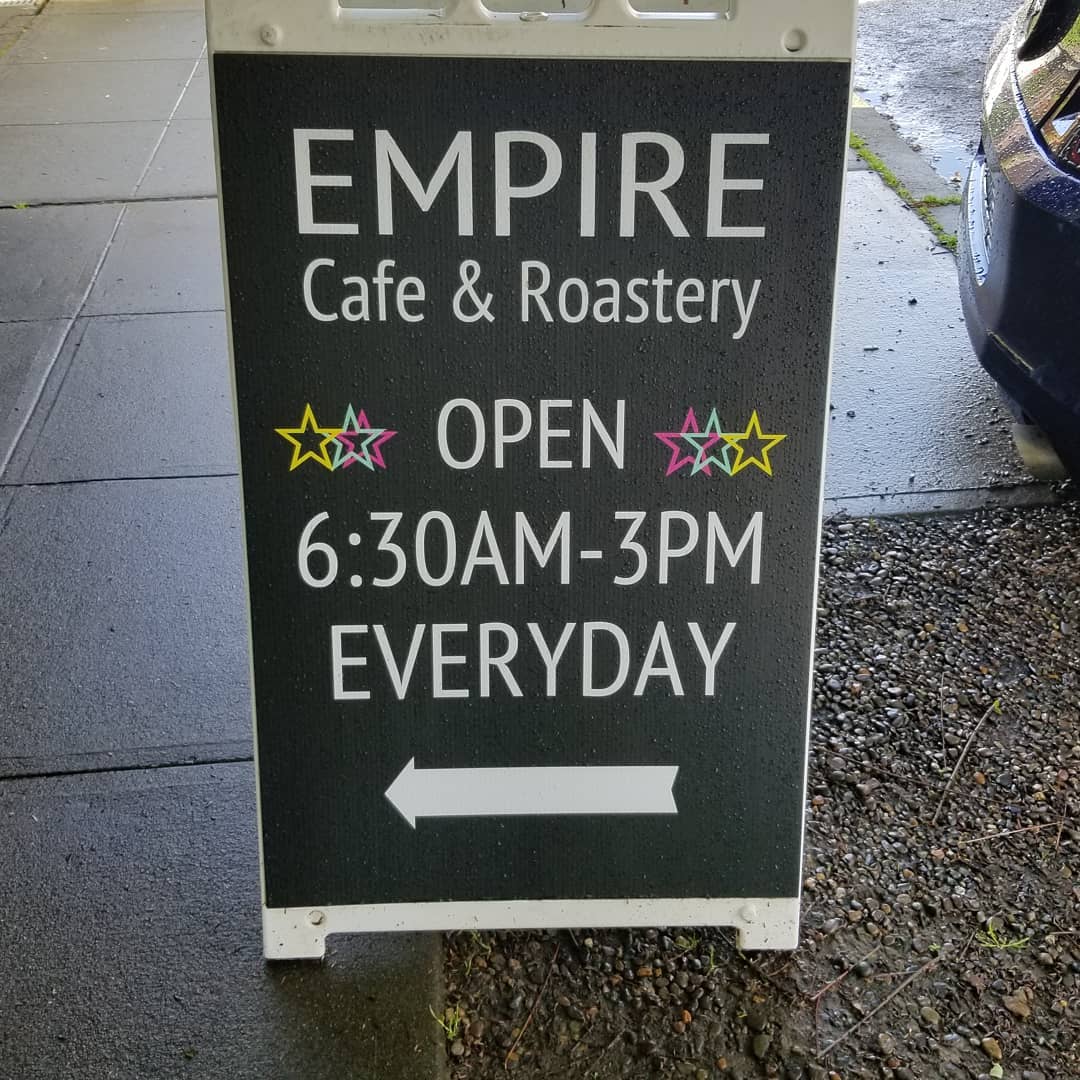 EMPIRE
Cafe & Roastery
OPEN
6:30AM-3PM
EVERYDAY